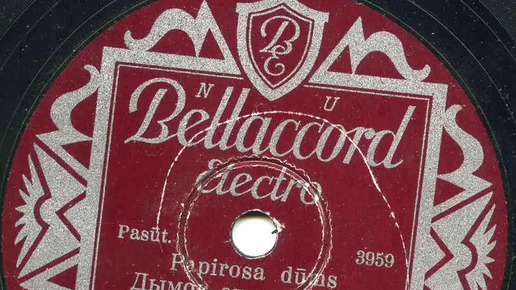 BE
N U
Bellaccord
Electro
Pasūt. 3959
Papirosa dūms